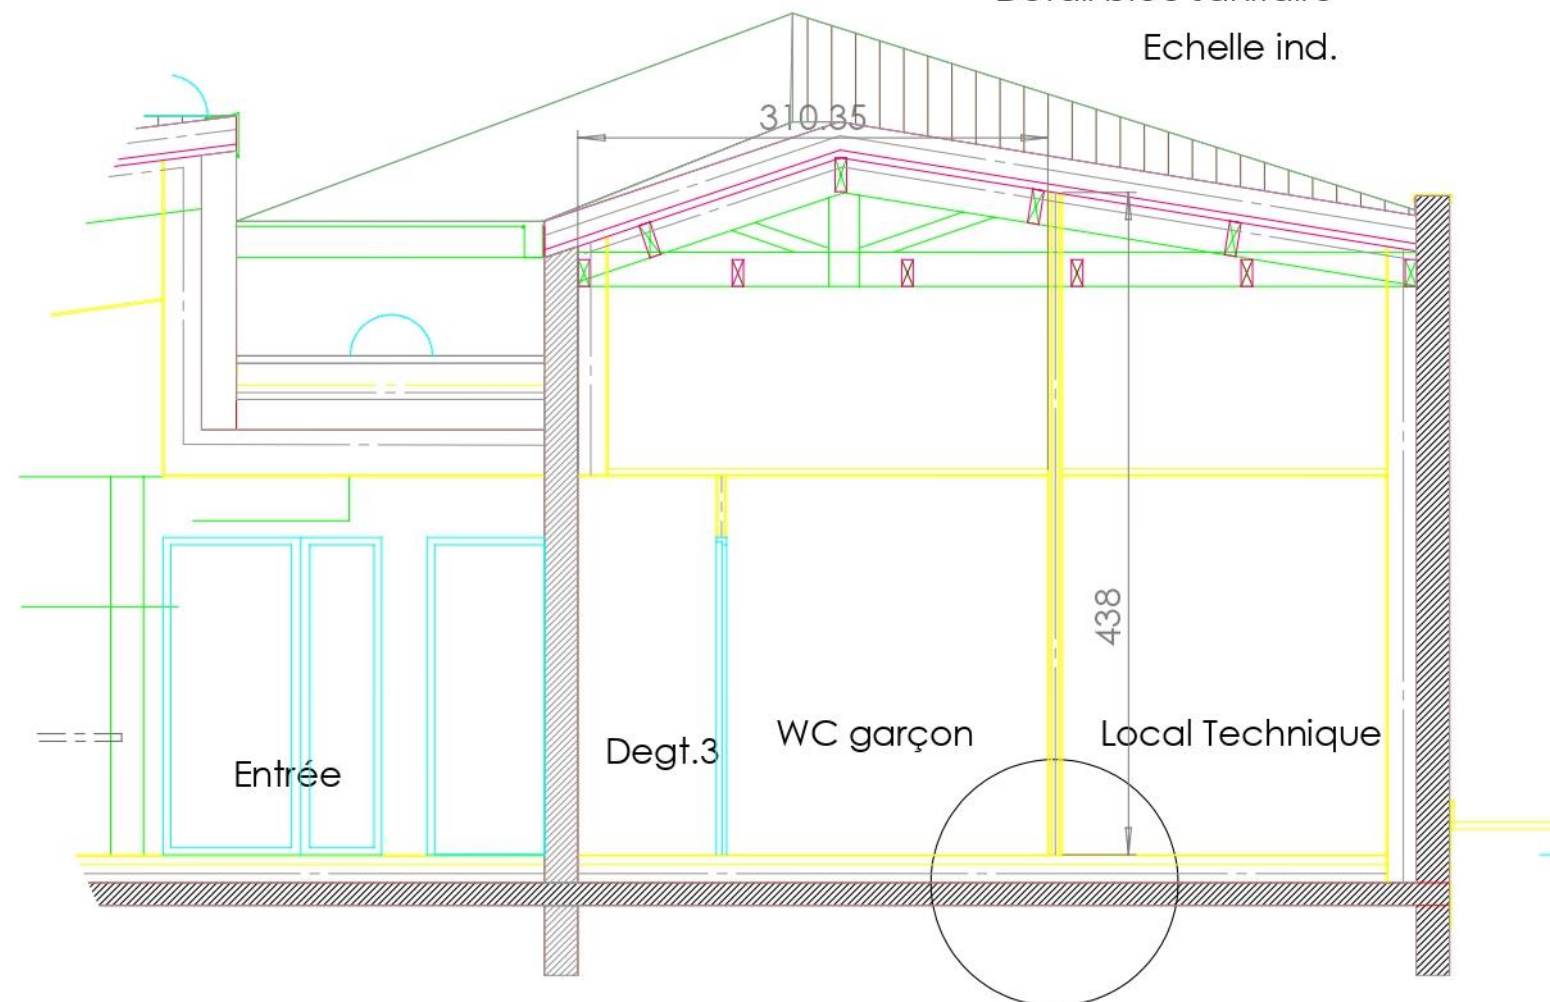 Echelle ind.
310.35
438
WC garçon
Local Technique
Degt.3
Entrée